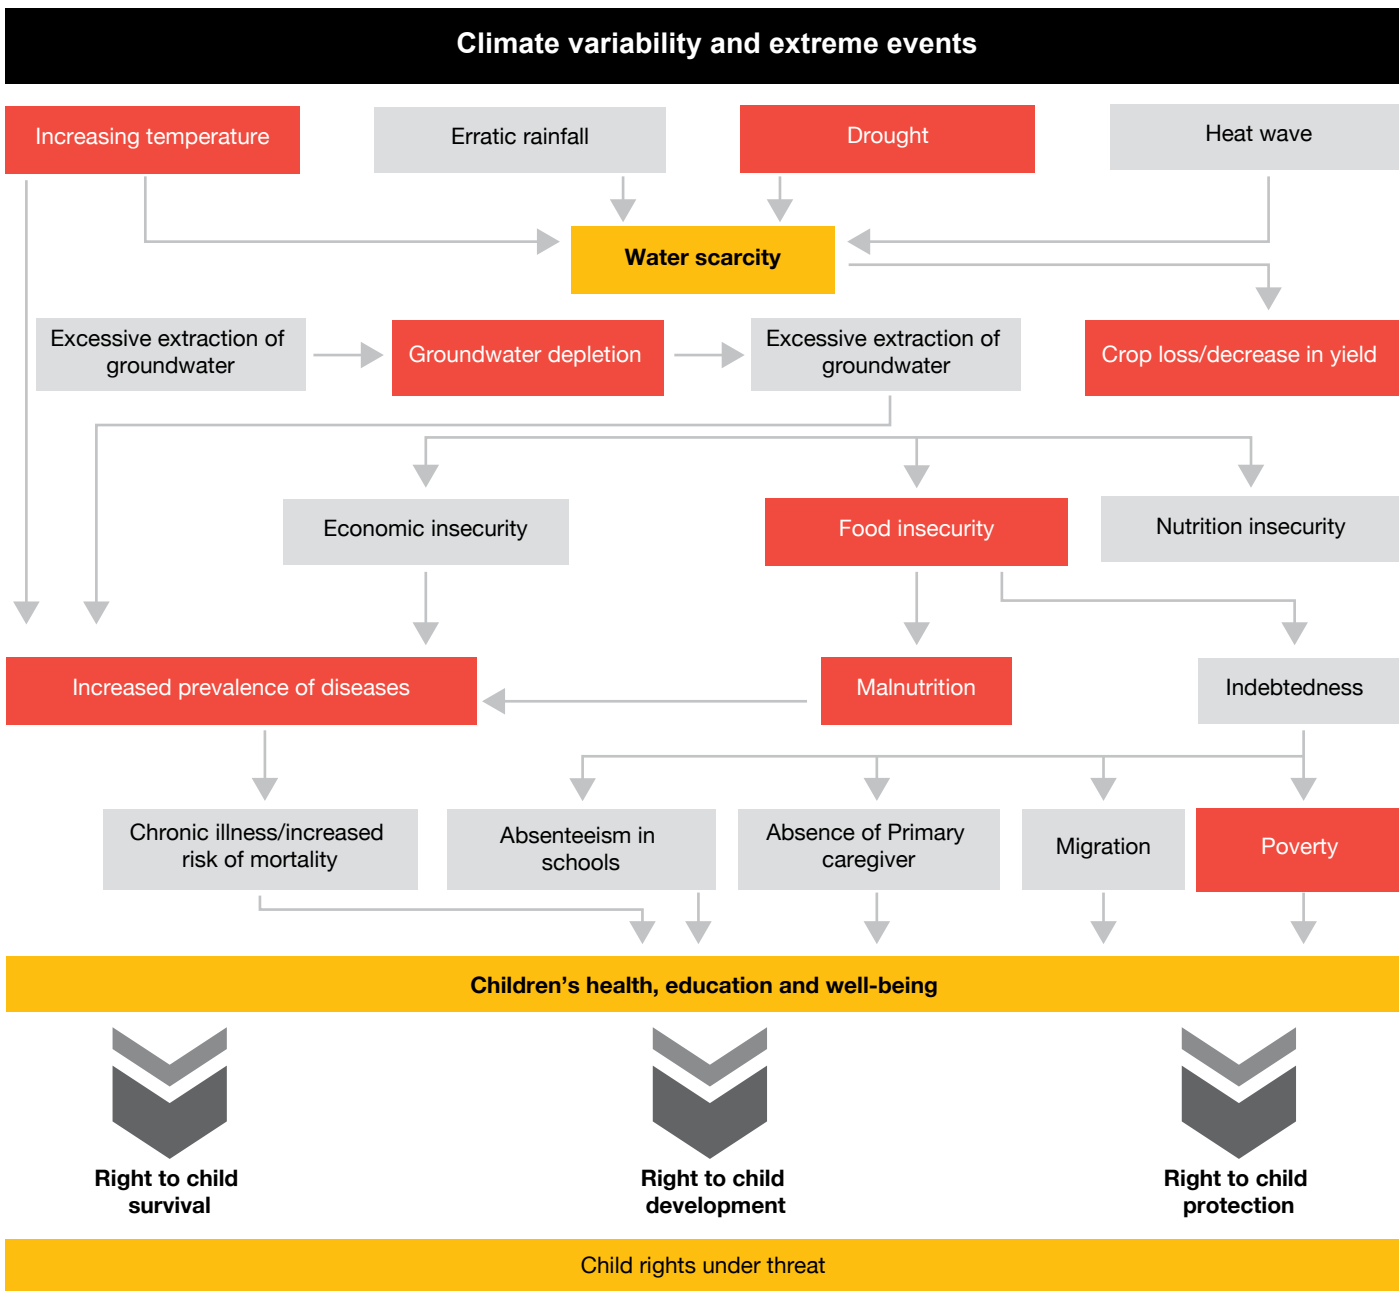 Climate variability and extreme events
Increasing temperature
Erratic rainfall
Drought
Heat wave
Water scarcity
Excessive extraction of
groundwater
Groundwater depletion
Excessive extraction of
groundwater
Crop loss/decrease in yield
Economic insecurity
Food insecurity
Nutrition insecurity
Increased prevalence of diseases
Malnutrition
Indebtedness
Chronic illness/increased
risk of mortality
Absenteeism in
schools
Absence of Primary
caregiver
Migration
Poverty
Children’s health, education and well-being
Right to child
survival
Right to child
development
Right to child
protection
Child rights under threat